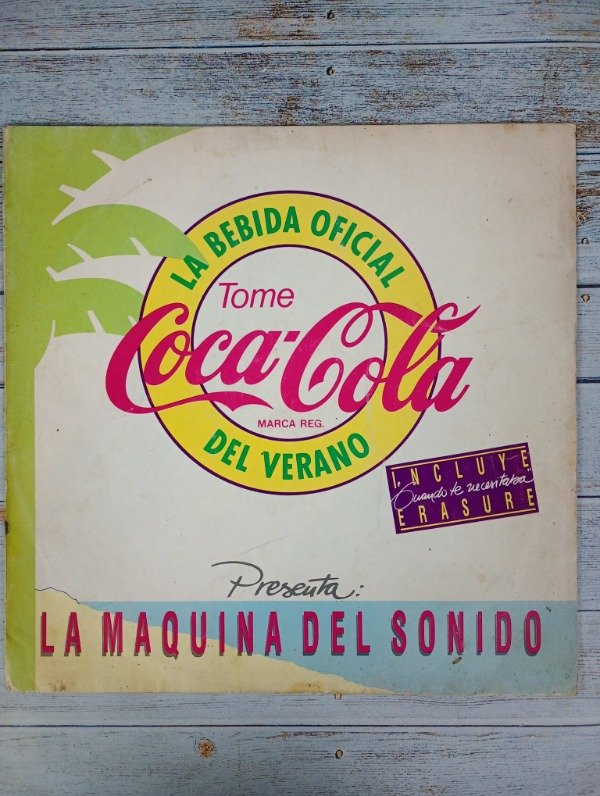 LA BEBIDA OFICIAL
Tome
Coca-Cola
MARCA REG.
DEL VERANO
INCLUYE
"Cuando te necesitaba"
ERASURE
Presenta:
LA MAQUINA DEL SONIDO